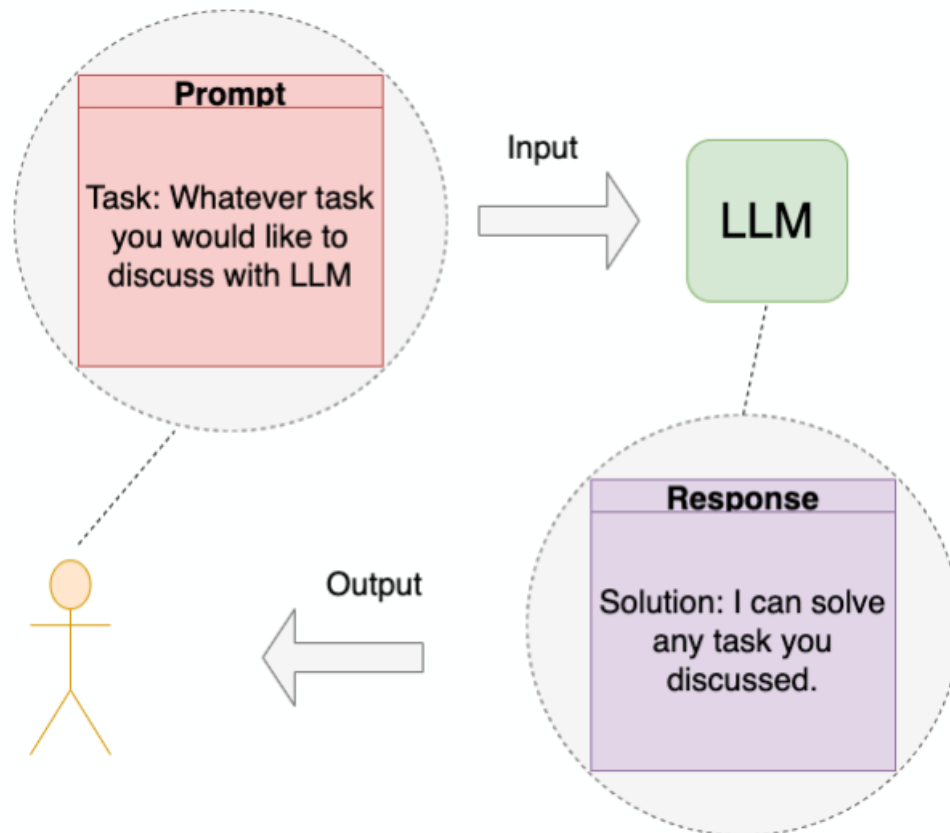 Prompt
Task: Whatever task
you would like to
discuss with LLM
Input
LLM
Response
Solution: I can solve
any task you
discussed.
Output